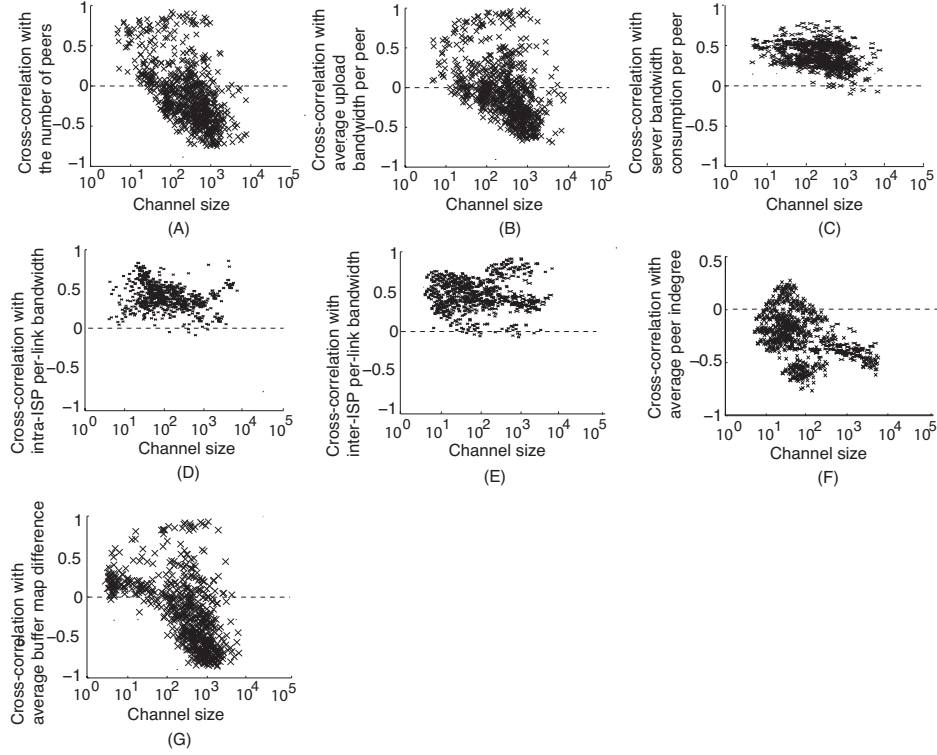 Cross-correlation with
the number of peers
1
0.5
0
−0.5
−1
10^0
10^1
10^2
10^3
10^4
10^5
Channel size
(A)
Cross-correlation with
average upload
bandwidth per peer
1
0.5
0
−0.5
−1
10^0
10^1
10^2
10^3
10^4
10^5
Channel size
(B)
Cross-correlation with
server bandwidth
consumption per peer
1
0.5
0
−0.5
−1
10^0
10^1
10^2
10^3
10^4
10^5
Channel size
(C)
Cross-correlation with
intra-ISP per-link bandwidth
1
0.5
0
−0.5
−1
10^0
10^1
10^2
10^3
10^4
10^5
Channel size
(D)
Cross-correlation with
inter-ISP per-link bandwidth
1
0.5
0
−0.5
−1
10^0
10^1
10^2
10^3
10^4
10^5
Channel size
(E)
Cross-correlation with
average peer indegree
0.5
0
−0.5
−1
10^0
10^1
10^2
10^3
10^4
10^5
Channel size
(F)
Cross-correlation with
average buffer map difference
1
0.5
0
−0.5
−1
10^0
10^1
10^2
10^3
10^4
10^5
Channel size
(G)